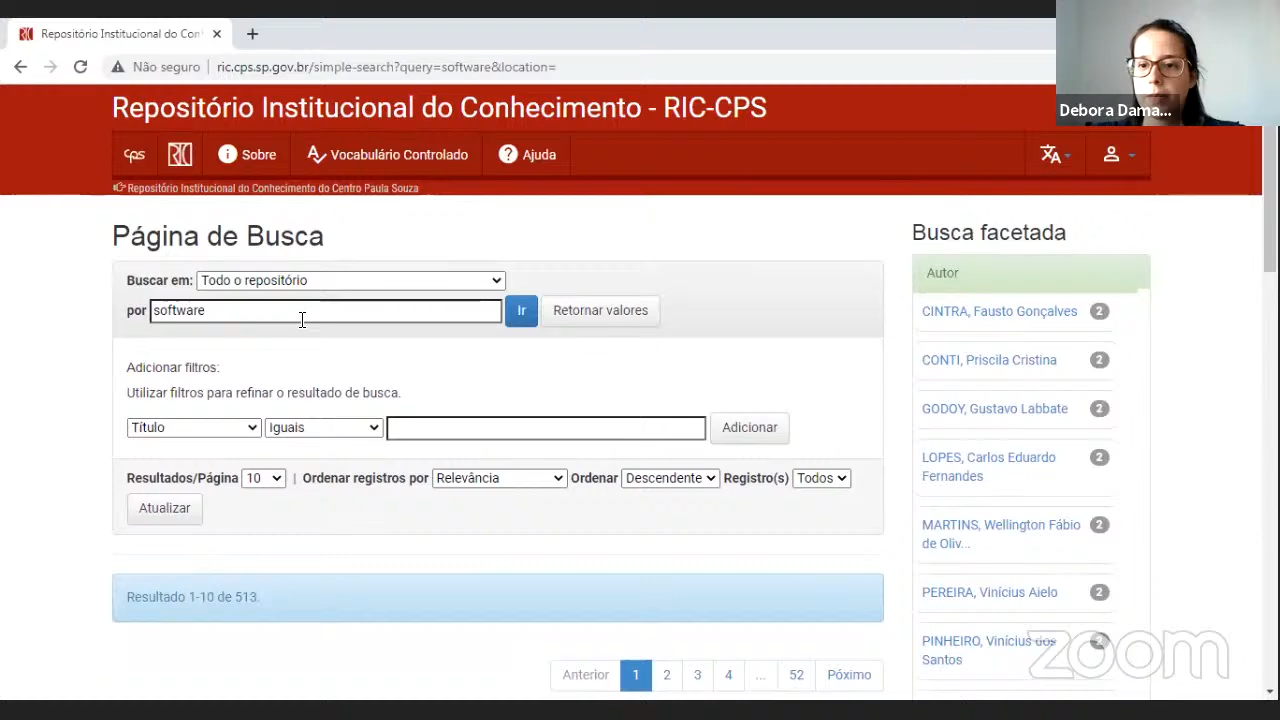 Repositório Institucional do Con
Não seguro
ric.cps.sp.gov.br/simple-search?query=software&location=
Debora Dama...
Repositório Institucional do Conhecimento - RIC-CPS
cps
RIC
Sobre
Vocabulário Controlado
Ajuda
Repositório Institucional do Conhecimento do Centro Paula Souza
Página de Busca
Buscar em: Todo o repositório
por software Ir Retornar valores
Adicionar filtros:
Utilizar filtros para refinar o resultado de busca.
Título Iguais Adicionar
Resultados/Página 10 | Ordenar registros por Relevância Ordenar Descendente Registro(s) Todos
Atualizar
Resultado 1-10 de 513.
Anterior 1 2 3 4 ... 52 Póximo
Busca facetada
Autor
CINTRA, Fausto Gonçalves 2
CONTI, Priscila Cristina 2
GODOY, Gustavo Labbate 2
LOPES, Carlos Eduardo 2
Fernandes
MARTINS, Wellington Fábio 2
de Oliv...
PEREIRA, Vinícius Aielo 2
PINHEIRO, Vinícius dos 2
Santos
zoom